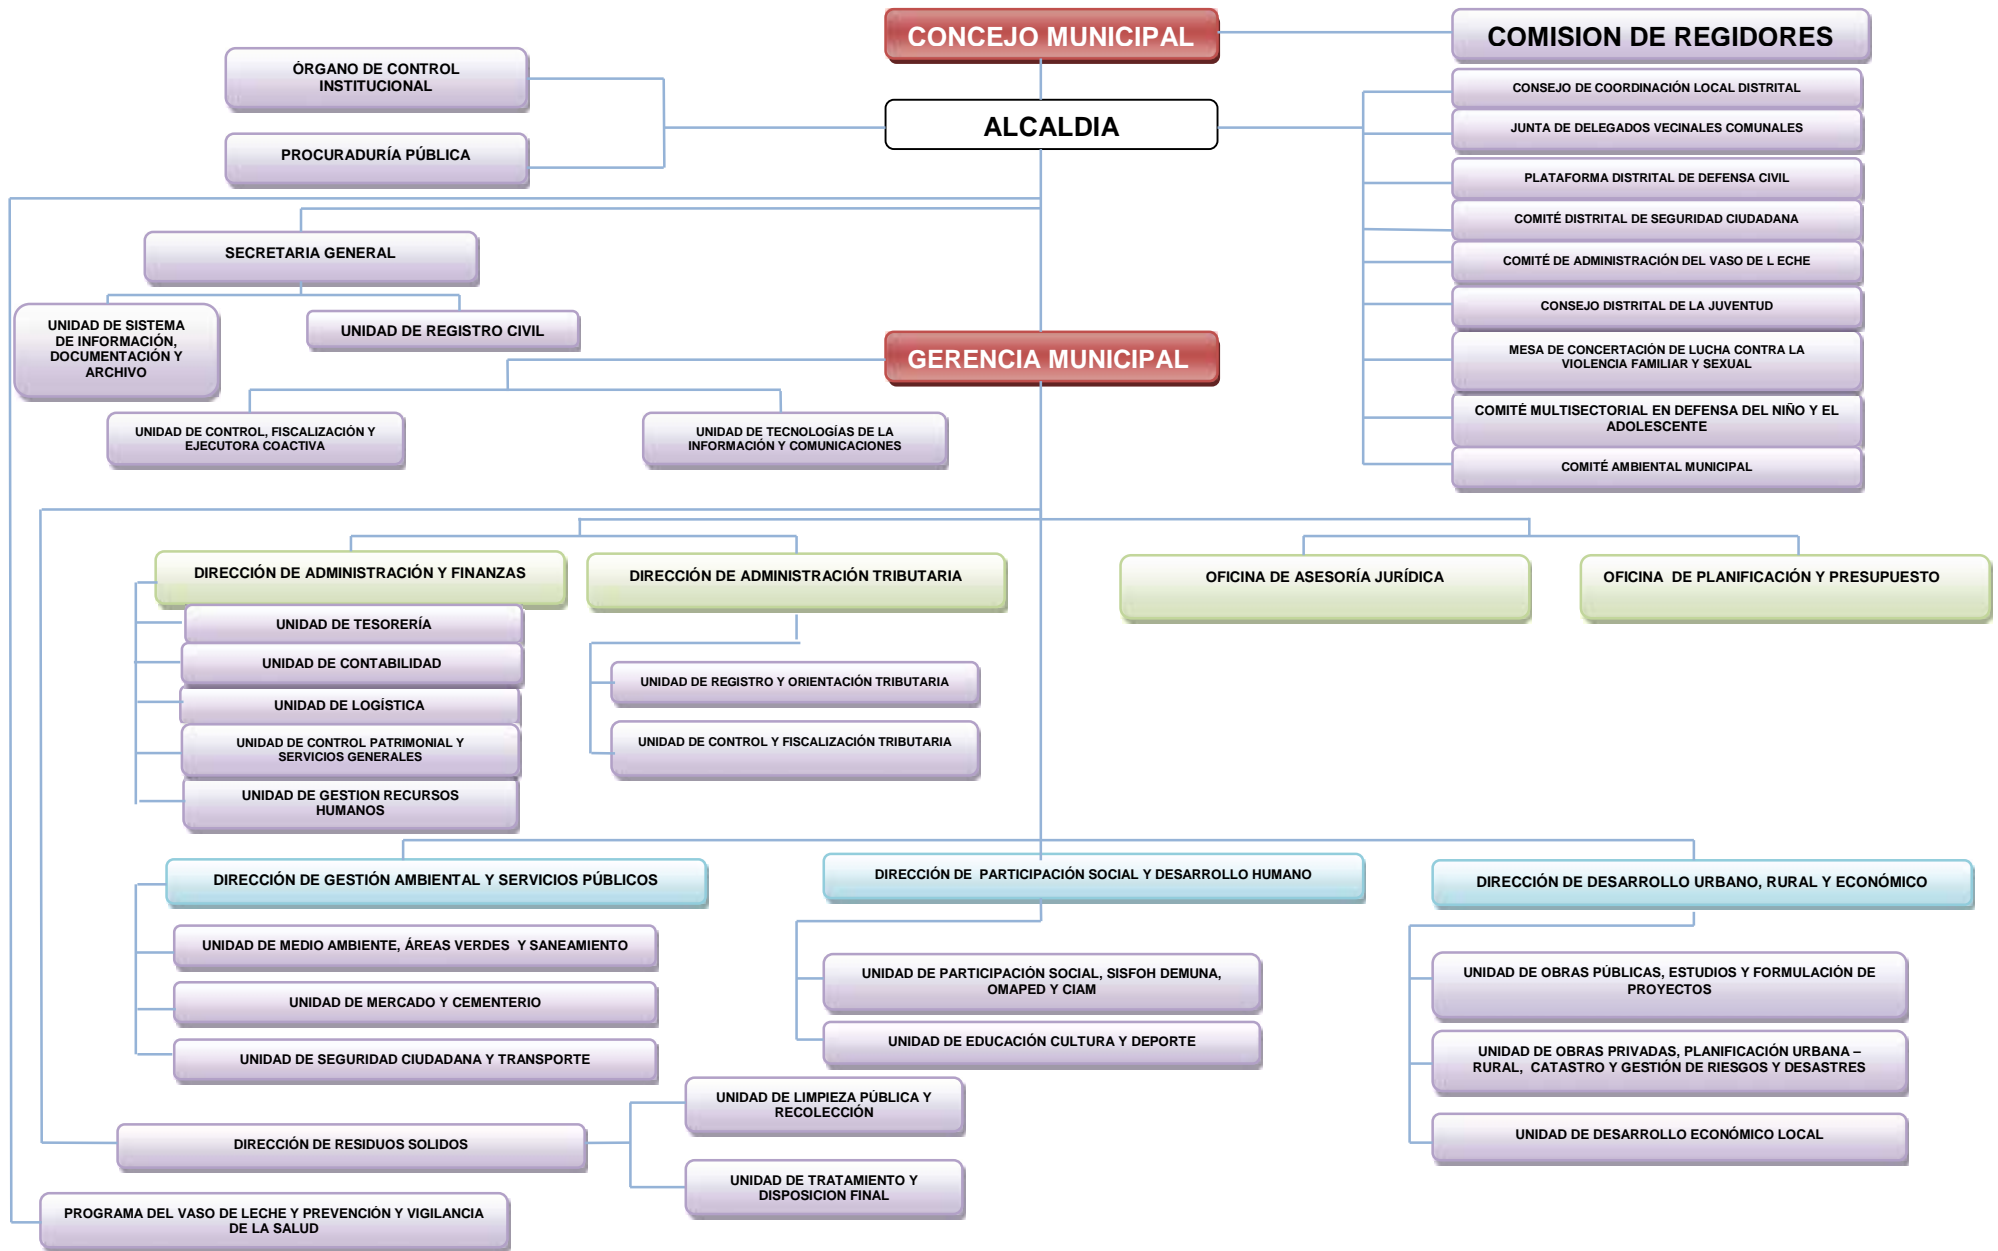 CONCEJO MUNICIPAL
COMISION DE REGIDORES
ÓRGANO DE CONTROL
INSTITUCIONAL
PROCURADURÍA PÚBLICA
ALCALDIA
CONSEJO DE COORDINACIÓN LOCAL DISTRITAL
JUNTA DE DELEGADOS VECINALES COMUNALES
PLATAFORMA DISTRITAL DE DEFENSA CIVIL
COMITÉ DISTRITAL DE SEGURIDAD CIUDADANA
COMITÉ DE ADMINISTRACIÓN DEL VASO DE L ECHE
CONSEJO DISTRITAL DE LA JUVENTUD
MESA DE CONCERTACIÓN DE LUCHA CONTRA LA
VIOLENCIA FAMILIAR Y SEXUAL
COMITÉ MULTISECTORIAL EN DEFENSA DEL NIÑO Y EL
ADOLESCENTE
COMITÉ AMBIENTAL MUNICIPAL
SECRETARIA GENERAL
UNIDAD DE SISTEMA
DE INFORMACIÓN,
DOCUMENTACIÓN Y
ARCHIVO
UNIDAD DE REGISTRO CIVIL
GERENCIA MUNICIPAL
UNIDAD DE CONTROL, FISCALIZACIÓN Y
EJECUTORA COACTIVA
UNIDAD DE TECNOLOGÍAS DE LA
INFORMACIÓN Y COMUNICACIONES
DIRECCIÓN DE ADMINISTRACIÓN Y FINANZAS
DIRECCIÓN DE ADMINISTRACIÓN TRIBUTARIA
OFICINA DE ASESORÍA JURÍDICA
OFICINA DE PLANIFICACIÓN Y PRESUPUESTO
UNIDAD DE TESORERÍA
UNIDAD DE CONTABILIDAD
UNIDAD DE LOGÍSTICA
UNIDAD DE CONTROL PATRIMONIAL Y
SERVICIOS GENERALES
UNIDAD DE GESTION RECURSOS
HUMANOS
UNIDAD DE REGISTRO Y ORIENTACIÓN TRIBUTARIA
UNIDAD DE CONTROL Y FISCALIZACIÓN TRIBUTARIA
DIRECCIÓN DE GESTIÓN AMBIENTAL Y SERVICIOS PÚBLICOS
DIRECCIÓN DE PARTICIPACIÓN SOCIAL Y DESARROLLO HUMANO
DIRECCIÓN DE DESARROLLO URBANO, RURAL Y ECONÓMICO
UNIDAD DE MEDIO AMBIENTE, ÁREAS VERDES Y SANEAMIENTO
UNIDAD DE MERCADO Y CEMENTERIO
UNIDAD DE SEGURIDAD CIUDADANA Y TRANSPORTE
UNIDAD DE PARTICIPACIÓN SOCIAL, SISFOH DEMUNA,
OMAPED Y CIAM
UNIDAD DE EDUCACIÓN CULTURA Y DEPORTE
UNIDAD DE OBRAS PÚBLICAS, ESTUDIOS Y FORMULACIÓN DE
PROYECTOS
UNIDAD DE OBRAS PRIVADAS, PLANIFICACIÓN URBANA –
RURAL, CATASTRO Y GESTIÓN DE RIESGOS Y DESASTRES
UNIDAD DE DESARROLLO ECONÓMICO LOCAL
DIRECCIÓN DE RESIDUOS SOLIDOS
UNIDAD DE LIMPIEZA PÚBLICA Y
RECOLECCIÓN
UNIDAD DE TRATAMIENTO Y
DISPOSICION FINAL
PROGRAMA DEL VASO DE LECHE Y PREVENCIÓN Y VIGILANCIA
DE LA SALUD